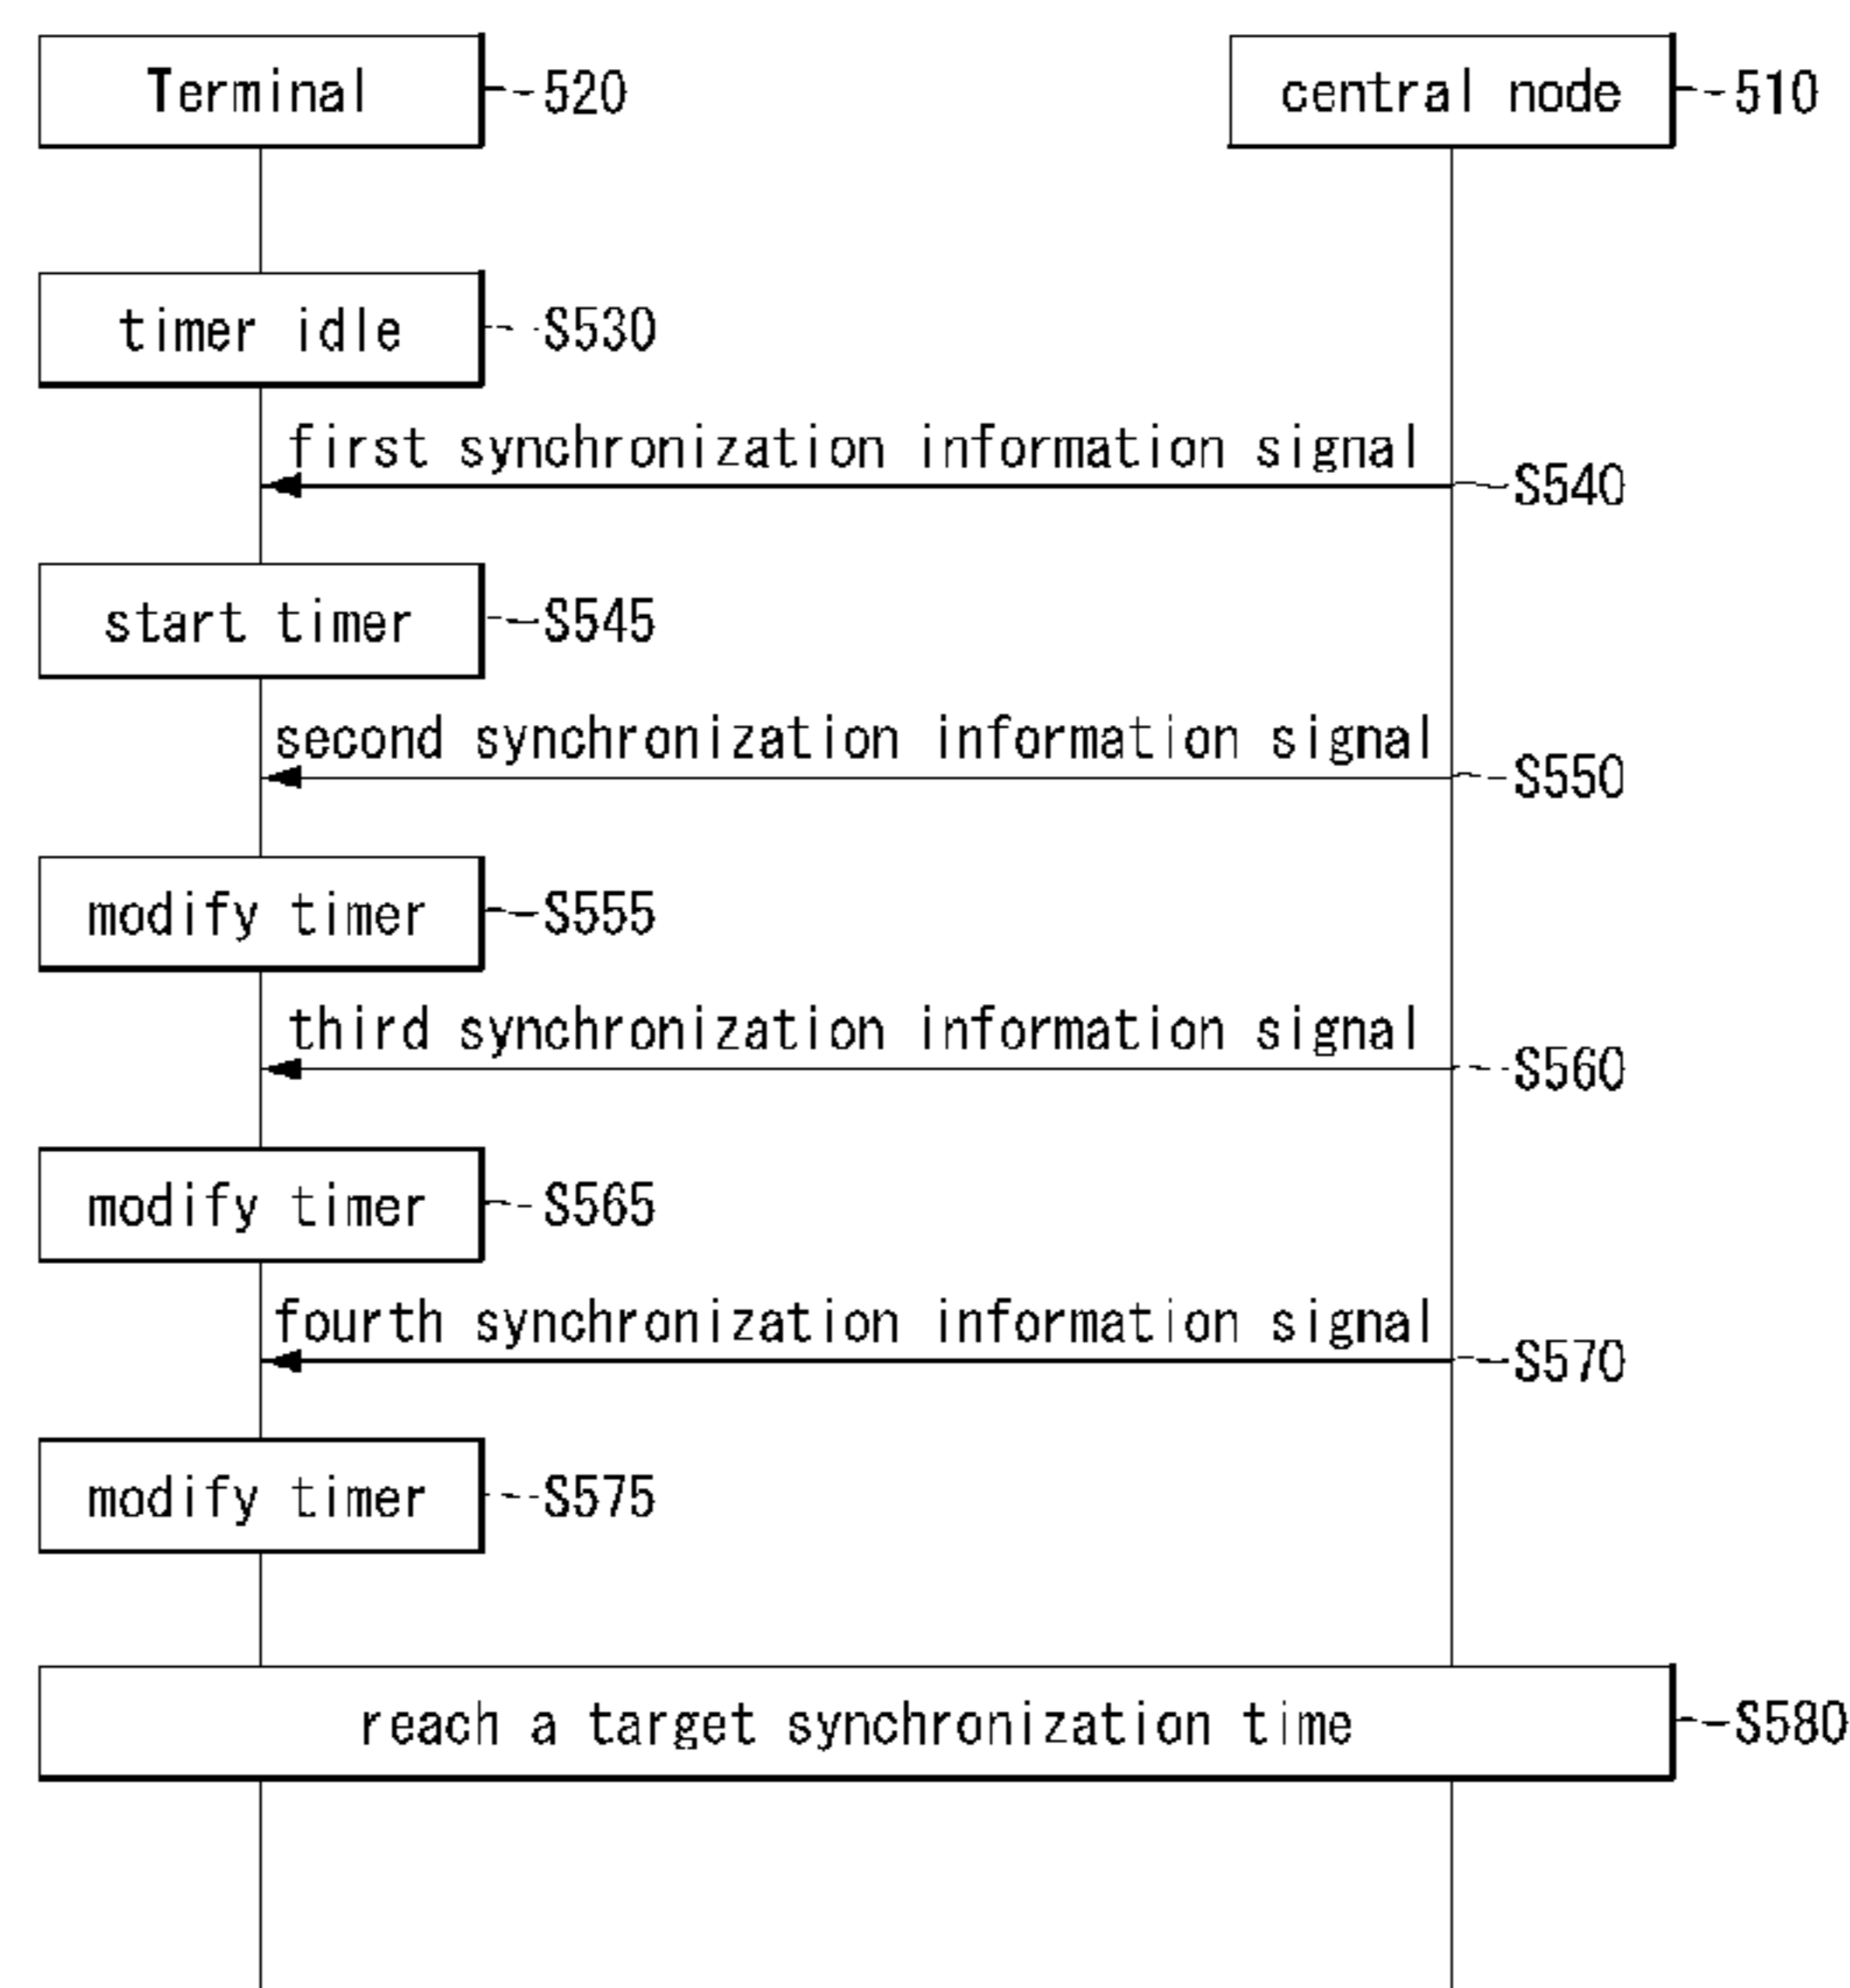 Terminal 520 central node 510
timer idle S530
first synchronization information signal
S540
start timer S545
second synchronization information signal
S550
modify timer S555
third synchronization information signal
S560
modify timer S565
fourth synchronization information signal
S570
modify timer S575
reach a target synchronization time S580